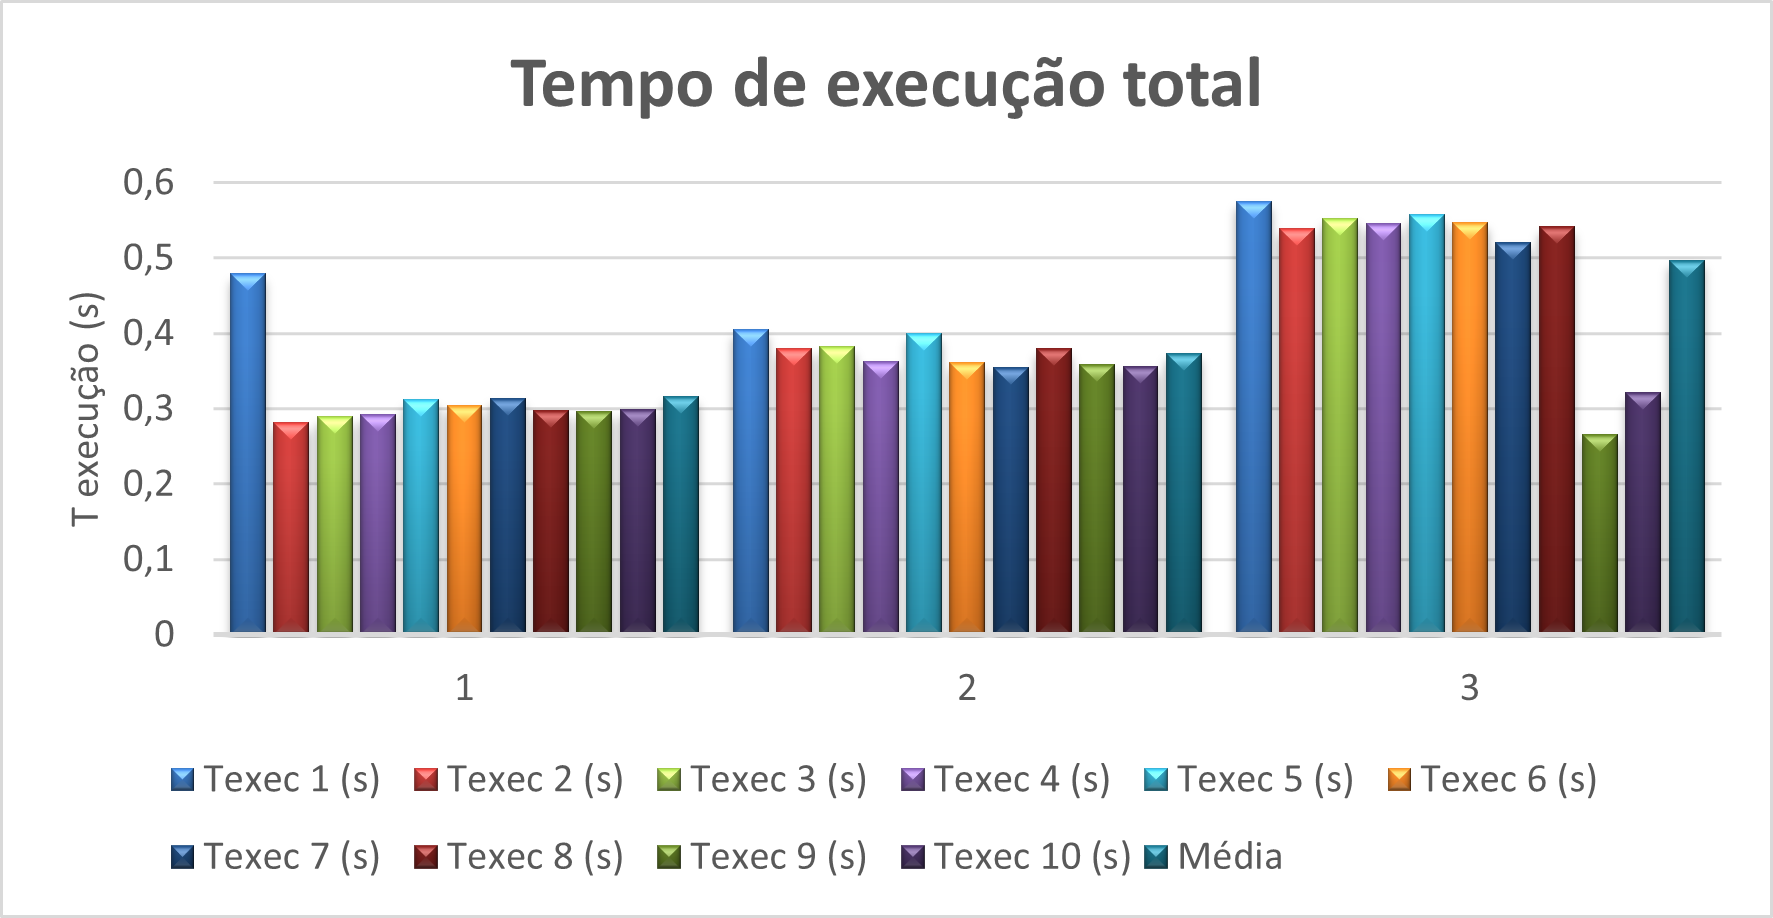 Tempo de execução total
T execução (s)
0,6
0,5
0,4
0,3
0,2
0,1
0
1 2 3
Texec 1 (s) Texec 2 (s) Texec 3 (s) Texec 4 (s) Texec 5 (s) Texec 6 (s)
Texec 7 (s) Texec 8 (s) Texec 9 (s) Texec 10 (s) Média